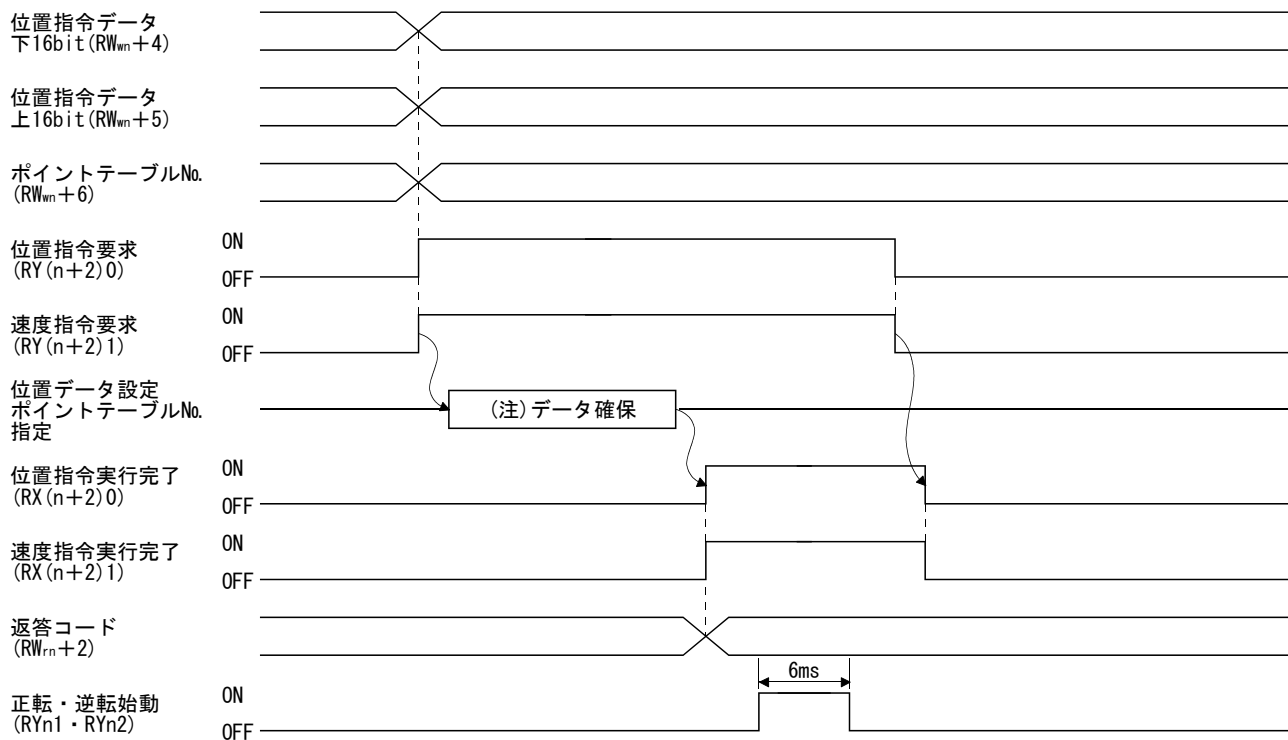 位置指令データ
下16bit(RWwn+4)
位置指令データ
上16bit(RWwn+5)
ポイントテーブル№.
(RWwn+6)
位置指令要求
(RY(n+2)0)
ON
OFF
速度指令要求
(RY(n+2)1)
ON
OFF
位置データ設定
ポイントテーブル№.
指定
(注)データ確保
位置指令実行完了
(RX(n+2)0)
ON
OFF
速度指令実行完了
(RX(n+2)1)
ON
OFF
返答コード
(RWrn+2)
6ms
正転・逆転始動
(RYn1・RYn2)
ON
OFF